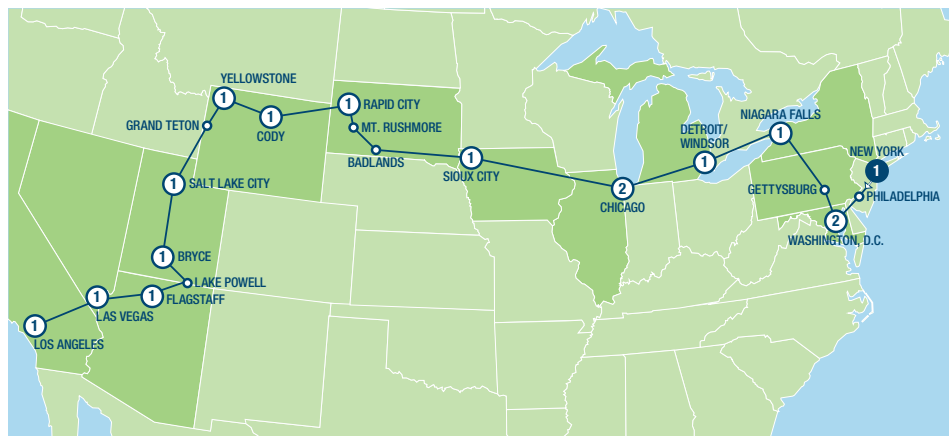 YELLOWSTONE
1
1
CODY
GRAND TETON
1
RAPID CITY
MT. RUSHMORE
BADLANDS
1
SIOUX CITY
2
CHICAGO
DETROIT/
WINDSOR
1
NIAGARA FALLS
1
NEW YORK
1
GETTYSBURG
PHILADELPHIA
2
WASHINGTON, D.C.
1
SALT LAKE CITY
1
BRYCE
LAKE POWELL
1
FLAGSTAFF
1
LAS VEGAS
1
LOS ANGELES